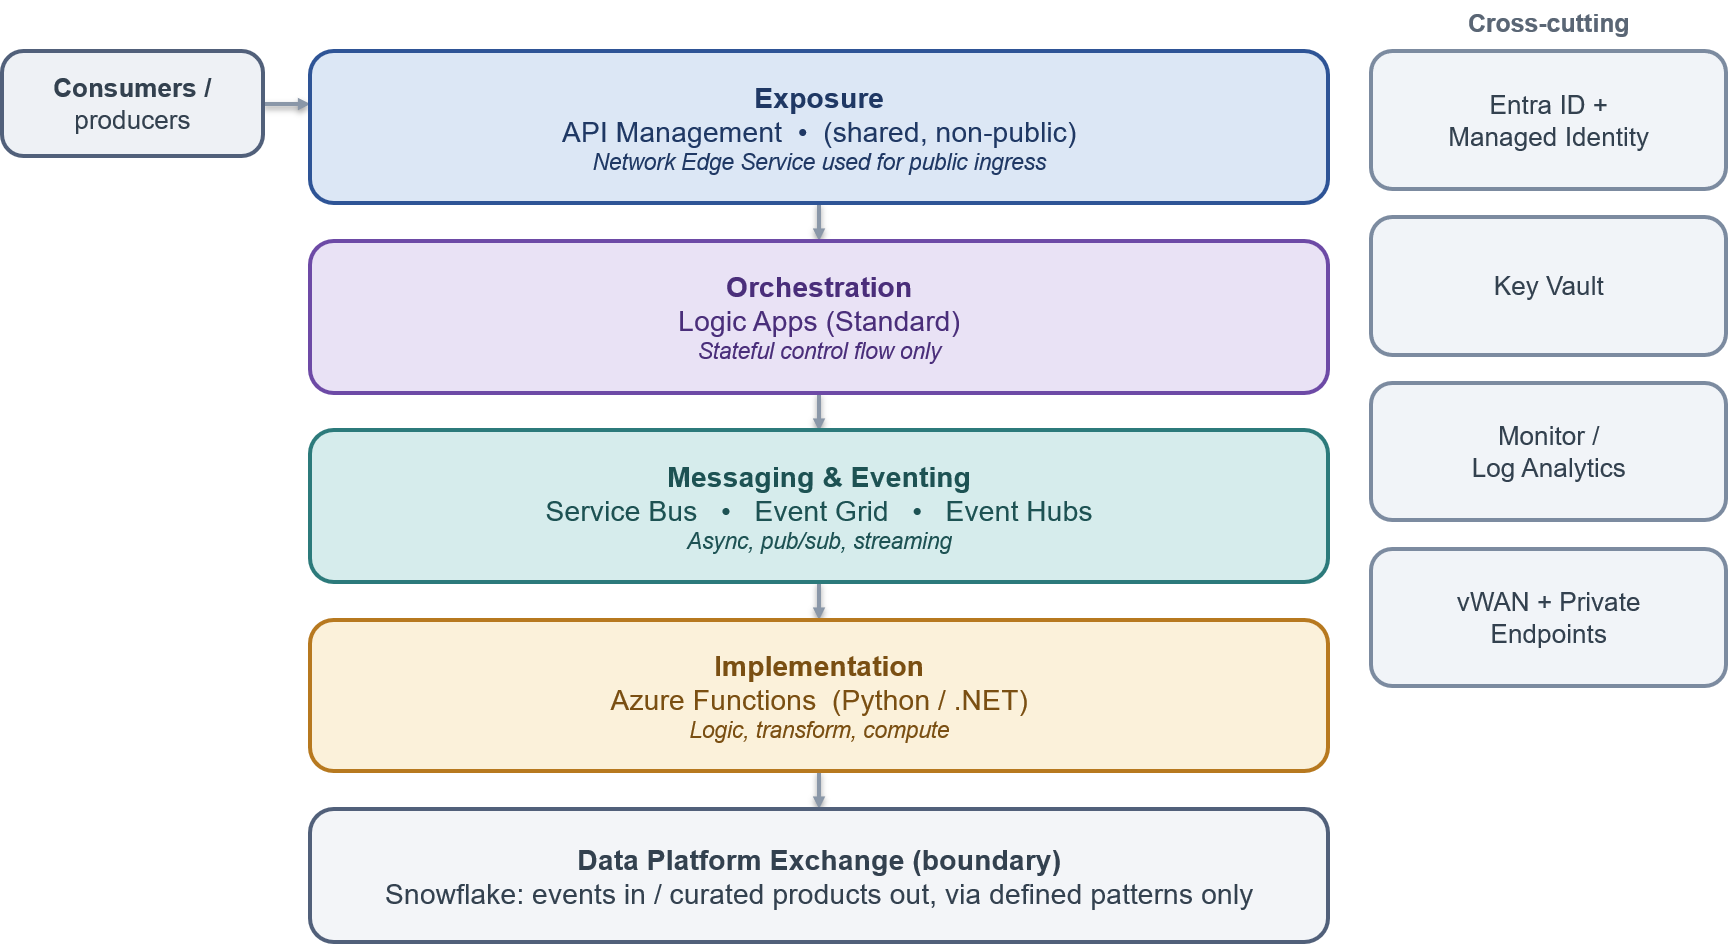 Cross-cutting
Consumers /
producers
Exposure
API Management • (shared, non-public)
Network Edge Service used for public ingress
Entra ID +
Managed Identity
Orchestration
Logic Apps (Standard)
Stateful control flow only
Key Vault
Messaging & Eventing
Service Bus • Event Grid • Event Hubs
Async, pub/sub, streaming
Monitor /
Log Analytics
Implementation
Azure Functions (Python / .NET)
Logic, transform, compute
vWAN + Private
Endpoints
Data Platform Exchange (boundary)
Snowflake: events in / curated products out, via defined patterns only